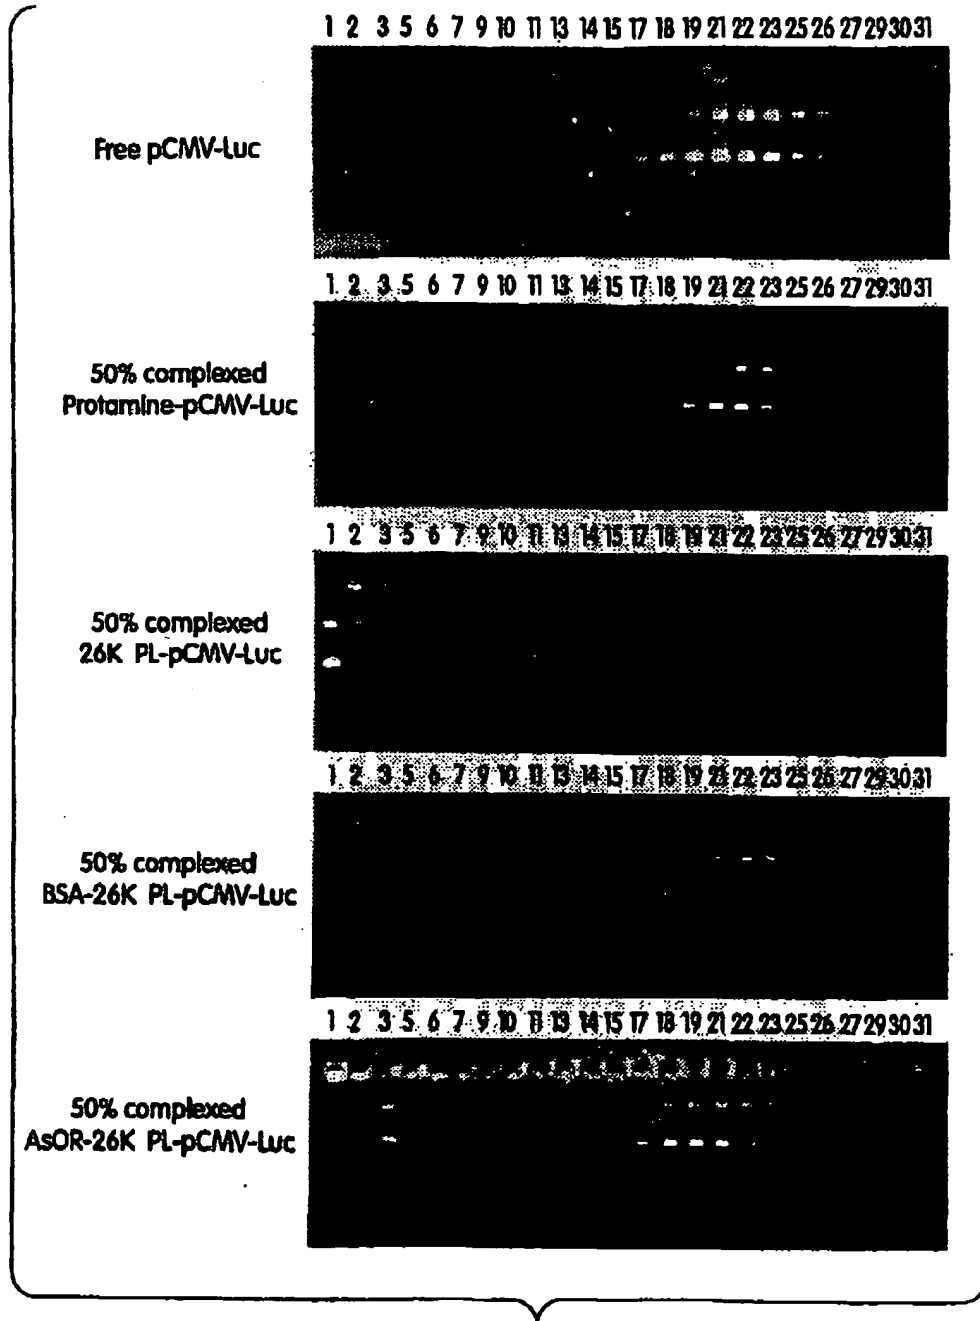 1 2 3 5 6 7 9 10 11 13 14 15 17 18 19 21 22 23 25 26 27 29 30 31
Free pCMV-Luc
1 2 3 5 6 7 9 10 11 13 14 15 17 18 19 21 22 23 25 26 27 29 30 31
50% complexed
Protamine-pCMV-Luc
1 2 3 5 6 7 9 10 11 13 14 15 17 18 19 21 22 23 25 26 27 29 30 31
50% complexed
26K PL-pCMV-Luc
1 2 3 5 6 7 9 10 11 13 14 15 17 18 19 21 22 23 25 26 27 29 30 31
50% complexed
BSA-26K PL-pCMV-Luc
1 2 3 5 6 7 9 10 11 13 14 15 17 18 19 21 22 23 25 26 27 29 30 31
50% complexed
AsOR-26K PL-pCMV-Luc